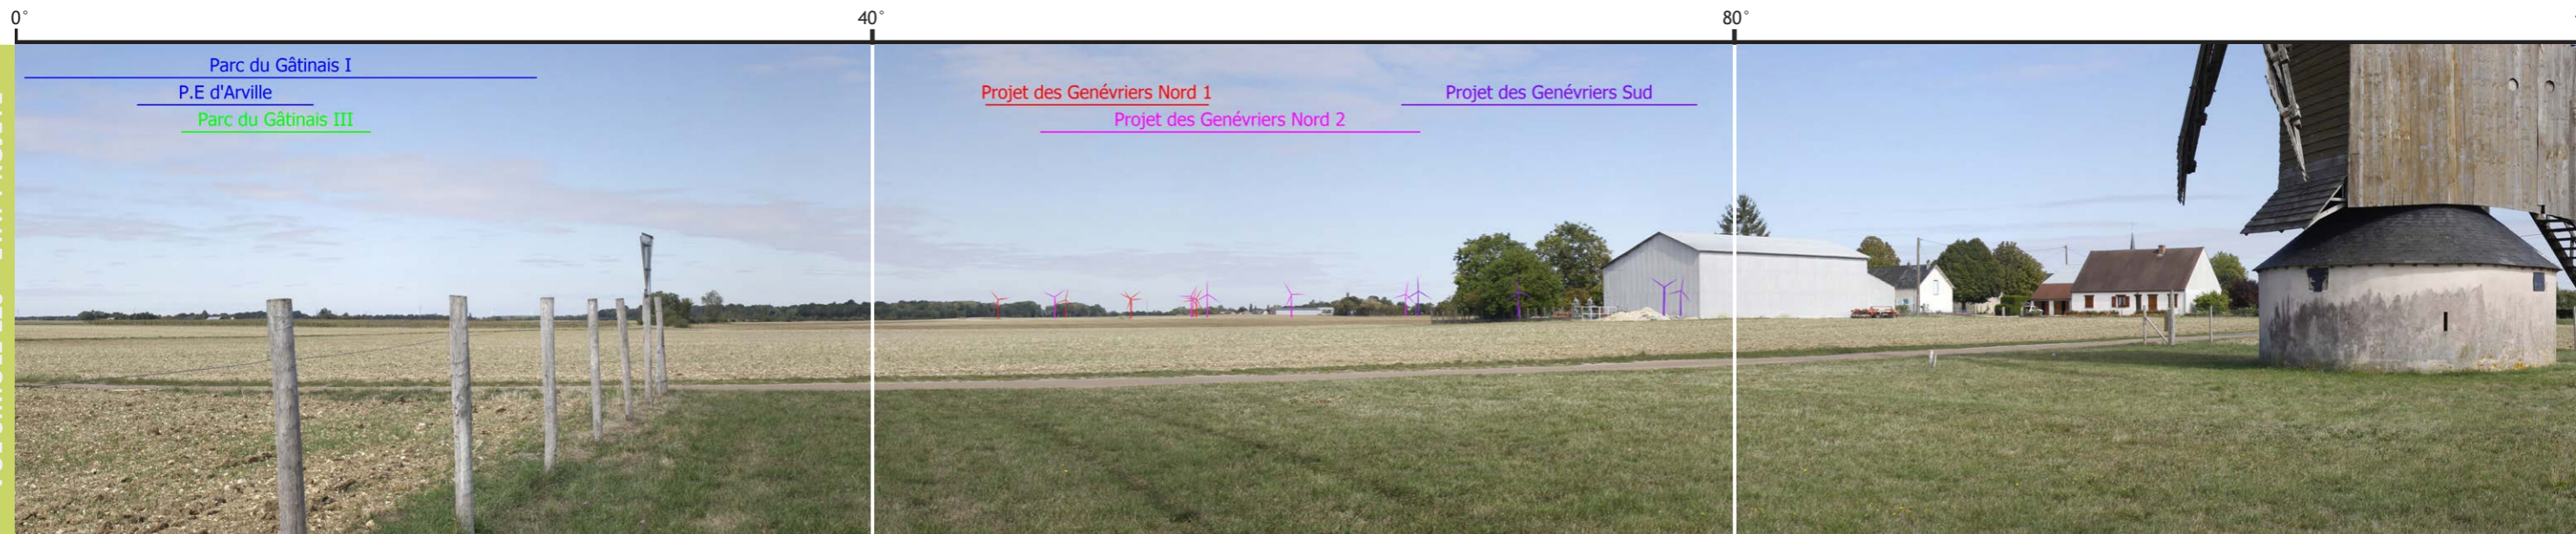 0° 40° 80°
Parc du Gâtinais I
P.E d'Arville
Parc du Gâtinais III
Projet des Genévriers Nord 1
Projet des Genévriers Nord 2
Projet des Genévriers Sud